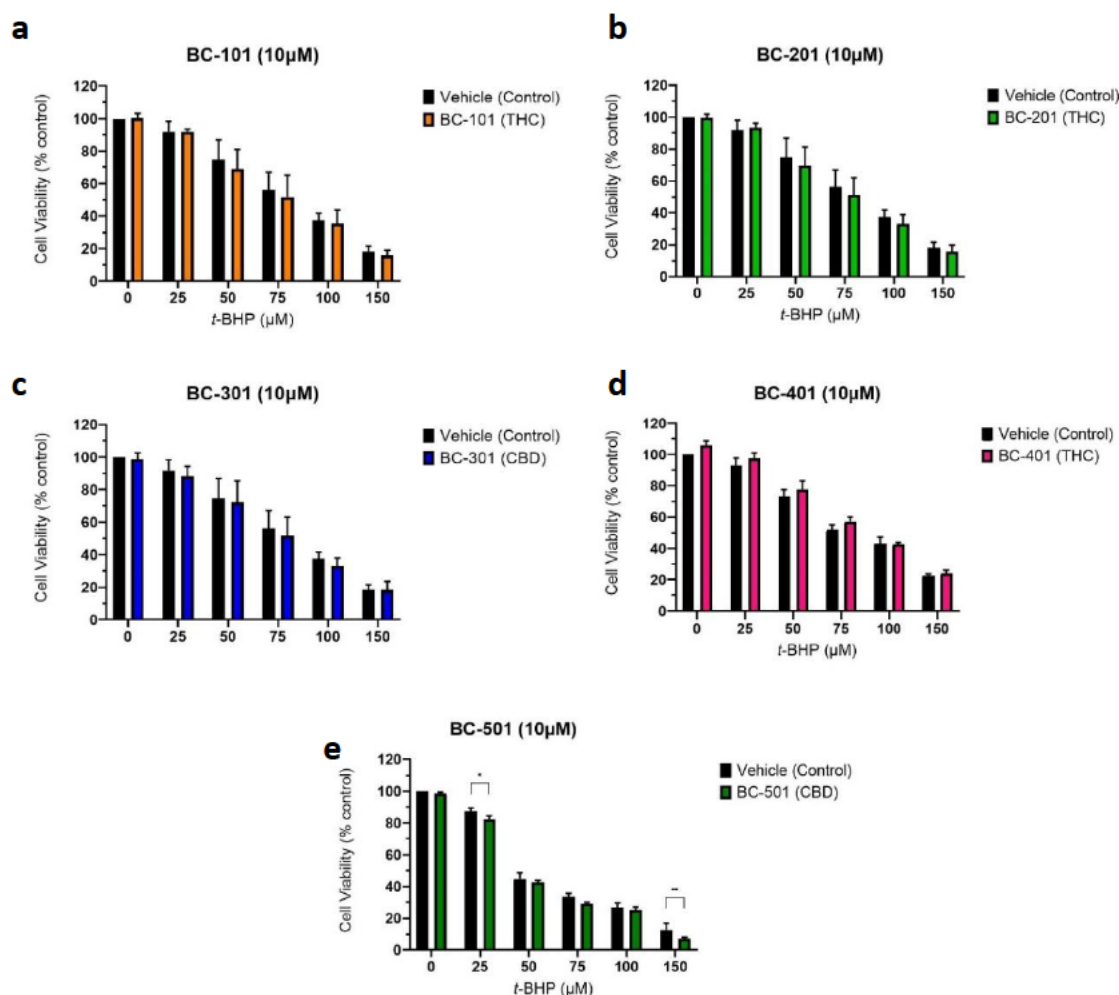 a
BC-101 (10µM)
Vehicle (Control)
BC-101 (THC)
Cell Viability (% control)
120
100
80
60
40
20
0
0 25 50 75 100 150
t-BHP (µM)
b
BC-201 (10µM)
Vehicle (Control)
BC-201 (THC)
Cell Viability (% control)
120
100
80
60
40
20
0
0 25 50 75 100 150
t-BHP (µM)
c
BC-301 (10µM)
Vehicle (Control)
BC-301 (CBD)
Cell Viability (% control)
120
100
80
60
40
20
0
0 25 50 75 100 150
t-BHP (µM)
d
BC-401 (10µM)
Vehicle (Control)
BC-401 (THC)
Cell Viability (% control)
120
100
80
60
40
20
0
0 25 50 75 100 150
t-BHP (µM)
e
BC-501 (10µM)
Vehicle (Control)
BC-501 (CBD)
Cell Viability (% control)
120
100
80
60
40
20
0
*
0 25 50 75 100 150
t-BHP (µM)